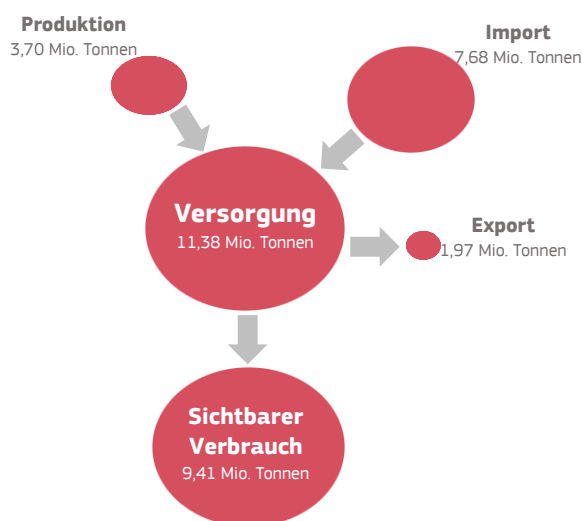 Produktion
3,70 Mio. Tonnen
Import
7,68 Mio. Tonnen
Versorgung
11,38 Mio. Tonnen
Export
1,97 Mio. Tonnen
Sichtbarer
Verbrauch
9,41 Mio. Tonnen